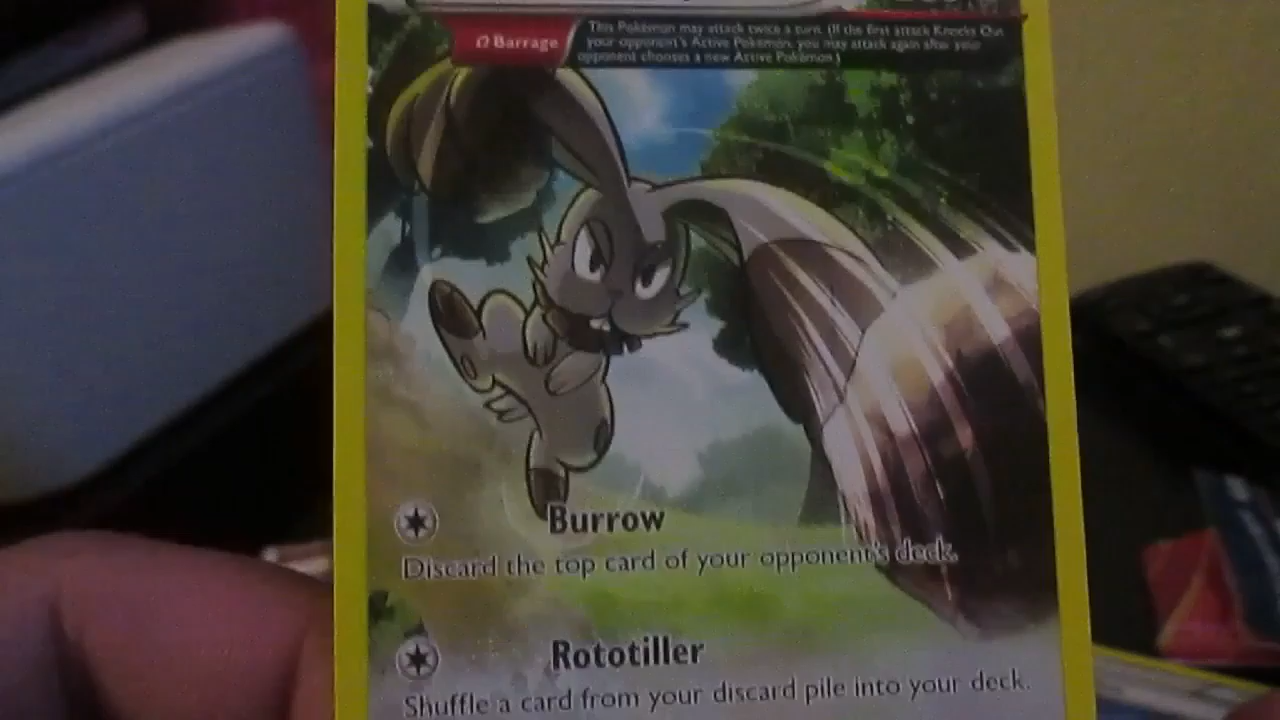 Ω Barrage
This Pokémon may attack twice a turn. (If the first attack Knocks Out
your opponent's Active Pokémon, you may attack again after your
opponent chooses a new Active Pokémon.)
Burrow
Discard the top card of your opponent's deck.
Rototiller
Shuffle a card from your discard pile into your deck.